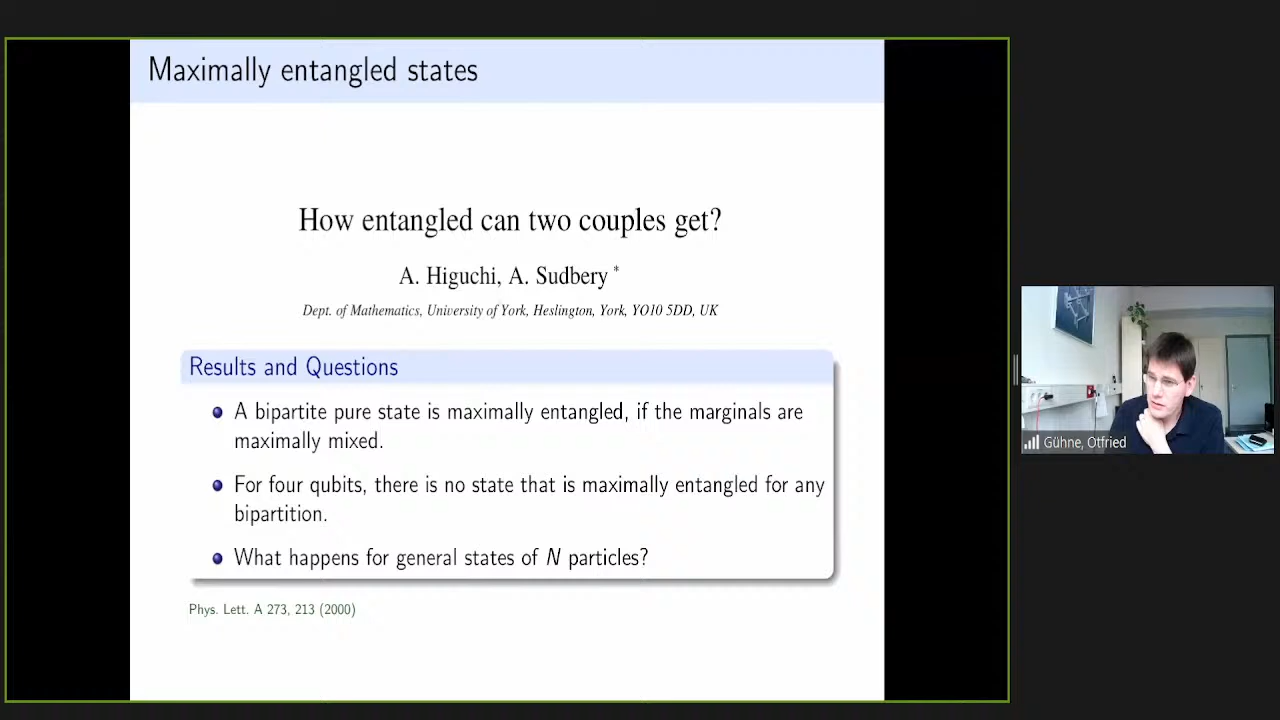 Maximally entangled states
How entangled can two couples get?
A. Higuchi, A. Sudbery *
Dept. of Mathematics, University of York, Heslington, York, YO10 5DD, UK
Results and Questions
A bipartite pure state is maximally entangled, if the marginals are
maximally mixed.
For four qubits, there is no state that is maximally entangled for any
bipartition.
What happens for general states of N particles?
Phys. Lett. A 273, 213 (2000)
Gühne, Otfried